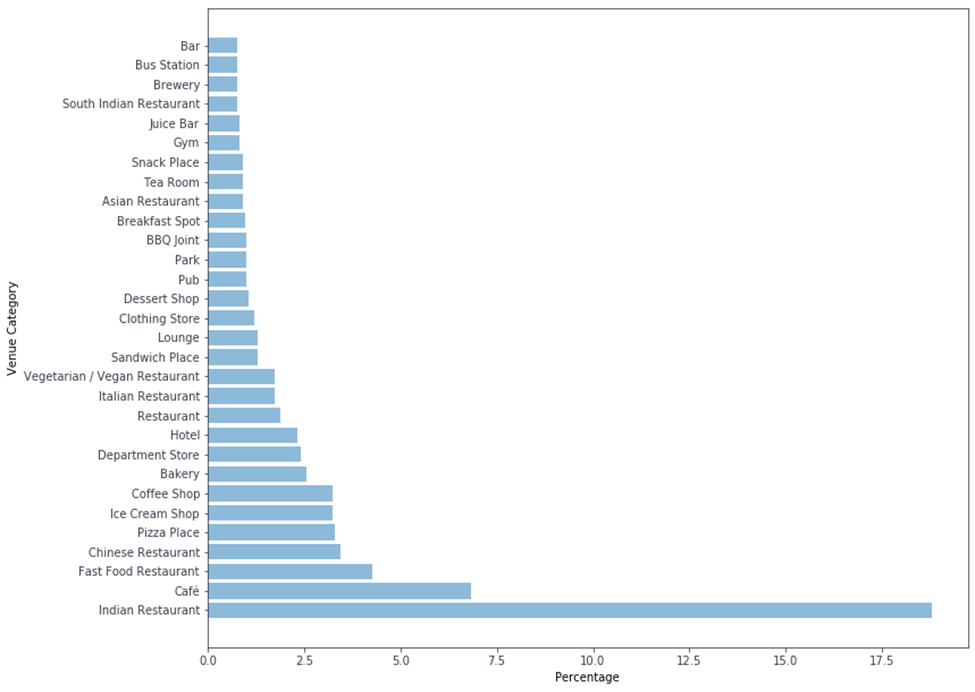 Bar
Bus Station
Brewery
South Indian Restaurant
Juice Bar
Gym
Snack Place
Tea Room
Asian Restaurant
Breakfast Spot
BBQ Joint
Park
Pub
Dessert Shop
Clothing Store
Lounge
Sandwich Place
Vegetarian / Vegan Restaurant
Italian Restaurant
Restaurant
Hotel
Department Store
Bakery
Coffee Shop
Ice Cream Shop
Pizza Place
Chinese Restaurant
Fast Food Restaurant
Café
Indian Restaurant
Venue Category
0.0 2.5 5.0 7.5 10.0 12.5 15.0 17.5
Percentage